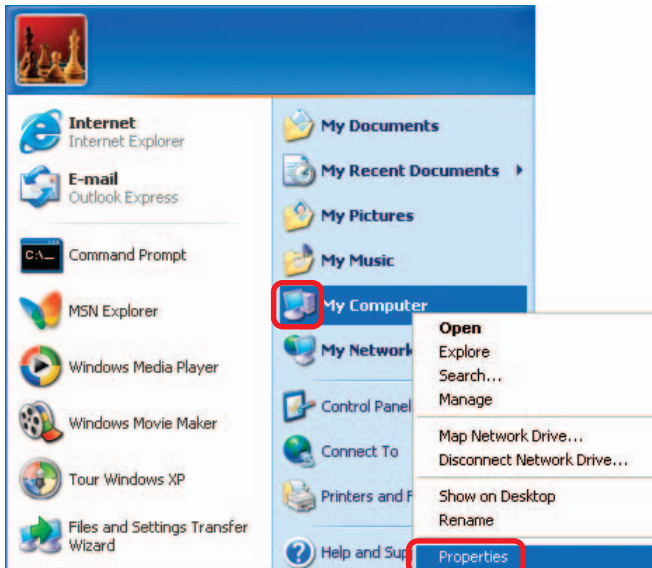 Internet
Internet Explorer
E-mail
Outlook Express
C:\_
Command Prompt
MSN Explorer
Windows Media Player
Windows Movie Maker
Tour Windows XP
Files and Settings Transfer
Wizard
My Documents
My Recent Documents
My Pictures
My Music
My Computer
My Network
Control Panel
Connect To
Printers and F
Help and Sup
Open
Explore
Search...
Manage
Map Network Drive...
Disconnect Network Drive...
Show on Desktop
Rename
Properties